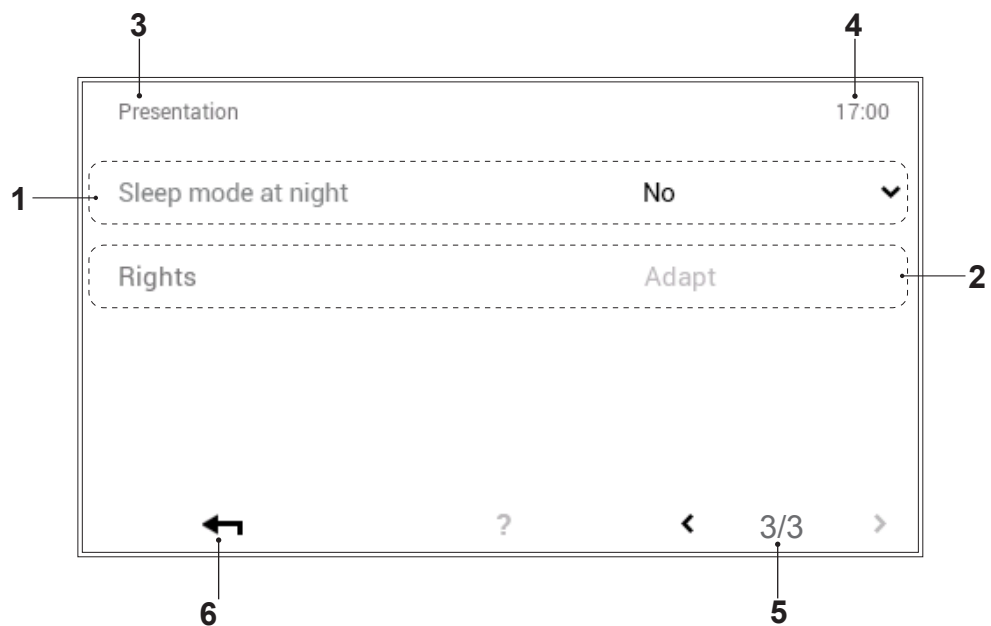 3 4
Presentation 17:00
1 Sleep mode at night No
Rights Adapt 2
? 3/3
6 5